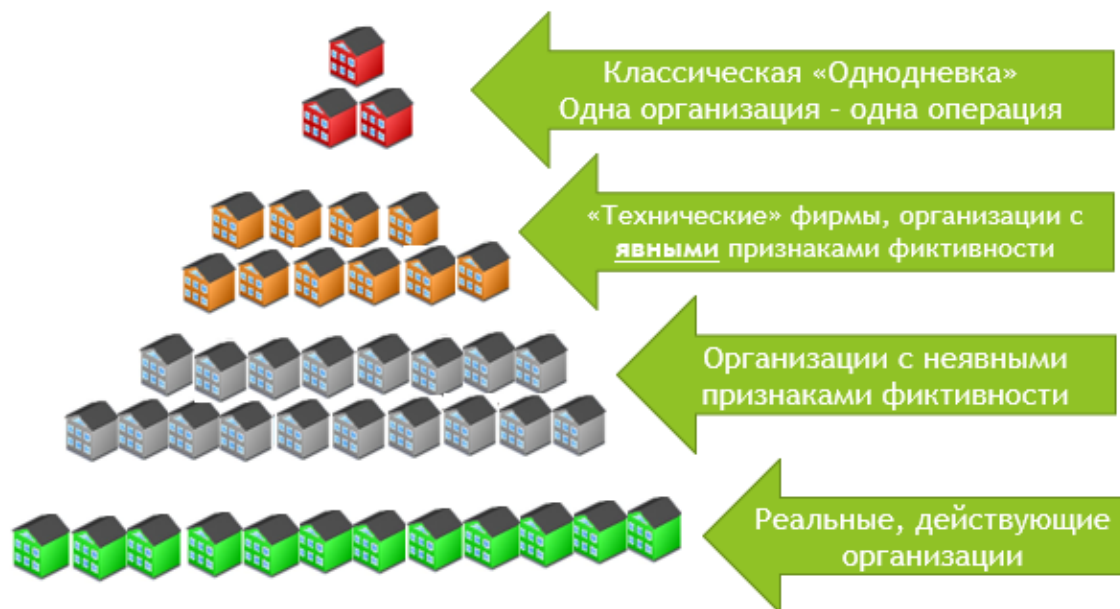 Классическая «Однодневка»
Одна организация - одна операция
«Технические» фирмы, организации с
явными признаками фиктивности
Организации с неявными
признаками фиктивности
Реальные, действующие
организации